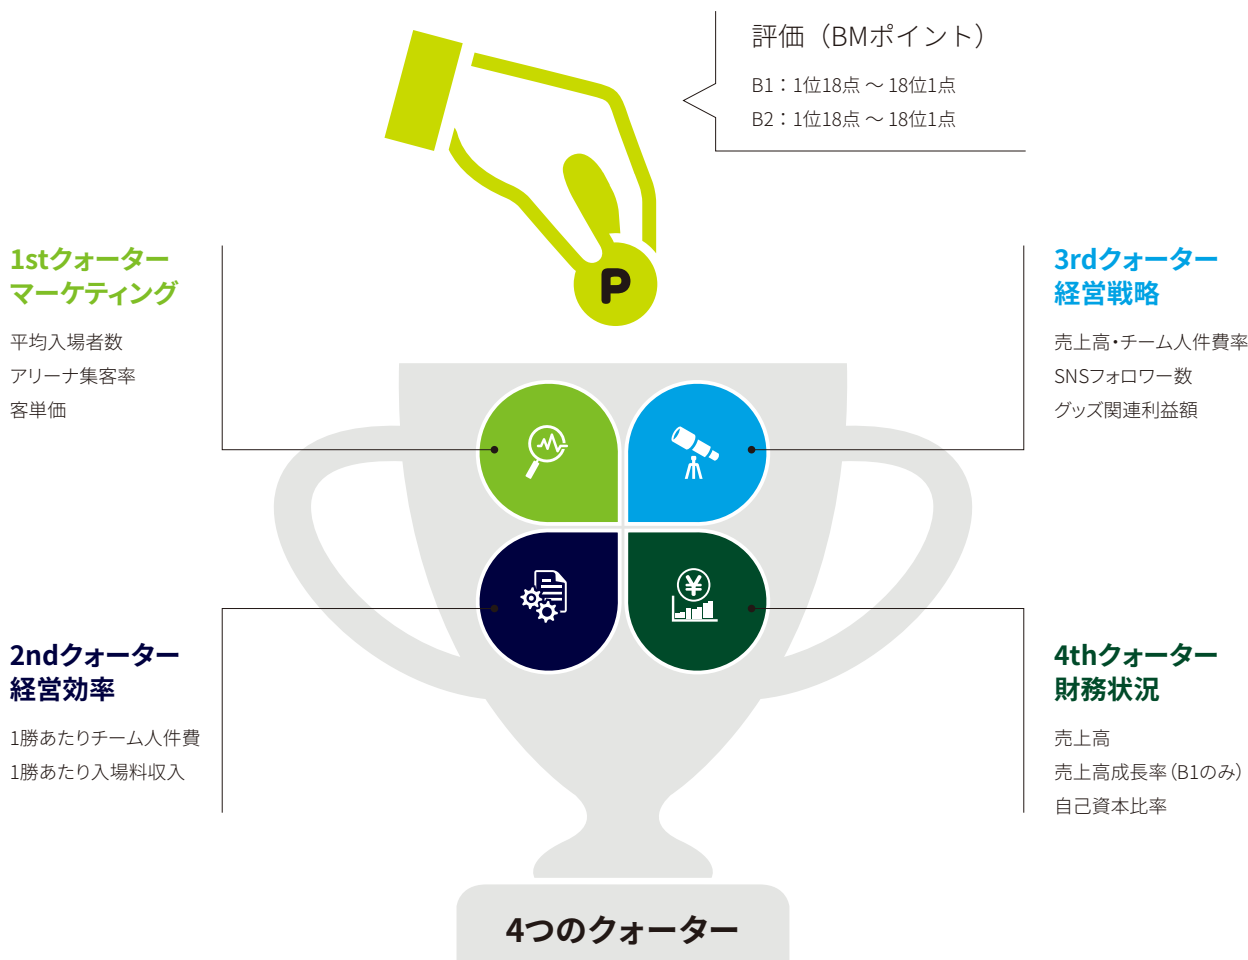 評価（BMポイント）
B1：1位18点 ～ 18位1点
B2：1位18点 ～ 18位1点
P
1stクォーター
マーケティング
平均入場者数
アリーナ集客率
客単価
2ndクォーター
経営効率
1勝あたりチーム人件費
1勝あたり入場料収入
3rdクォーター
経営戦略
売上高・チーム人件費率
SNSフォロワー数
グッズ関連利益額
4thクォーター
財務状況
売上高
売上高成長率（B1のみ）
自己資本比率
¥
4つのクォーター